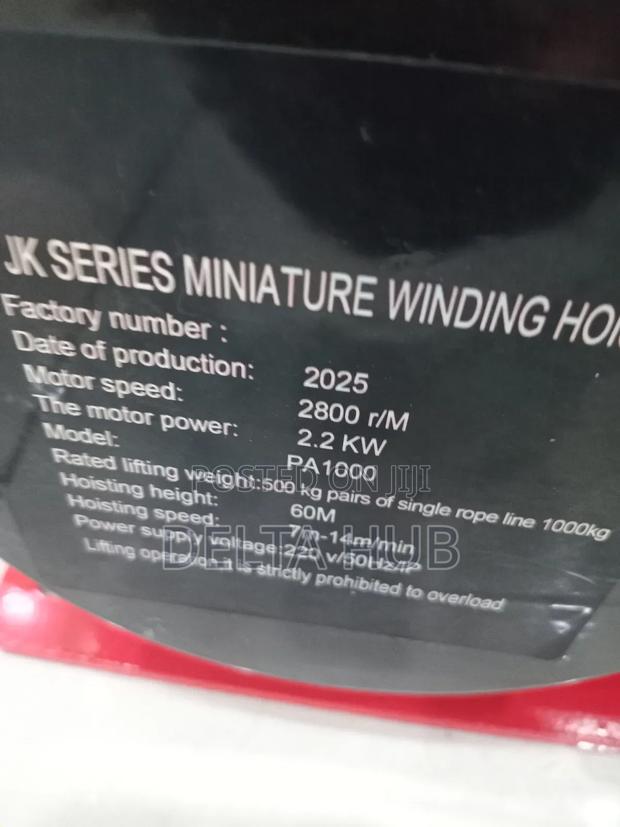 JK SERIES MINIATURE WINDING
Factory number :
Date of production: 2025
Motor speed: 2800 r/M
The motor power: 2.2 KW
Model: PA1000
Rated lifting weight:500 kg pairs of single rope line 1000kg
Hoisting height: 60M
Hoisting speed: 7m-14m/min
Power supply voltage:220 v/50Hz/IP
Lifting operation it is strictly prohibited to overload
POSTED ON JIJI
DELTA HUB